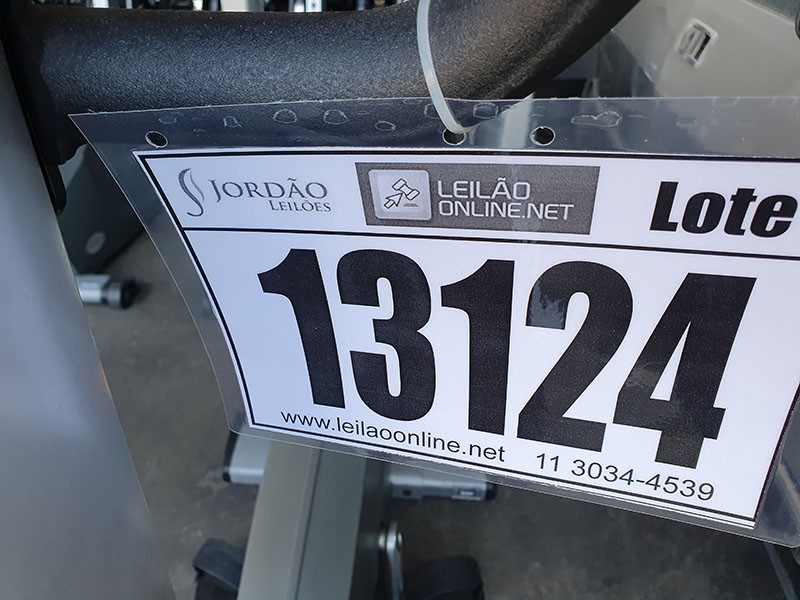 JORDÃO
LEILÕES
LEILÃO
ONLINE.NET
Lote
13124
www.leilaoonline.net
11 3034-4539